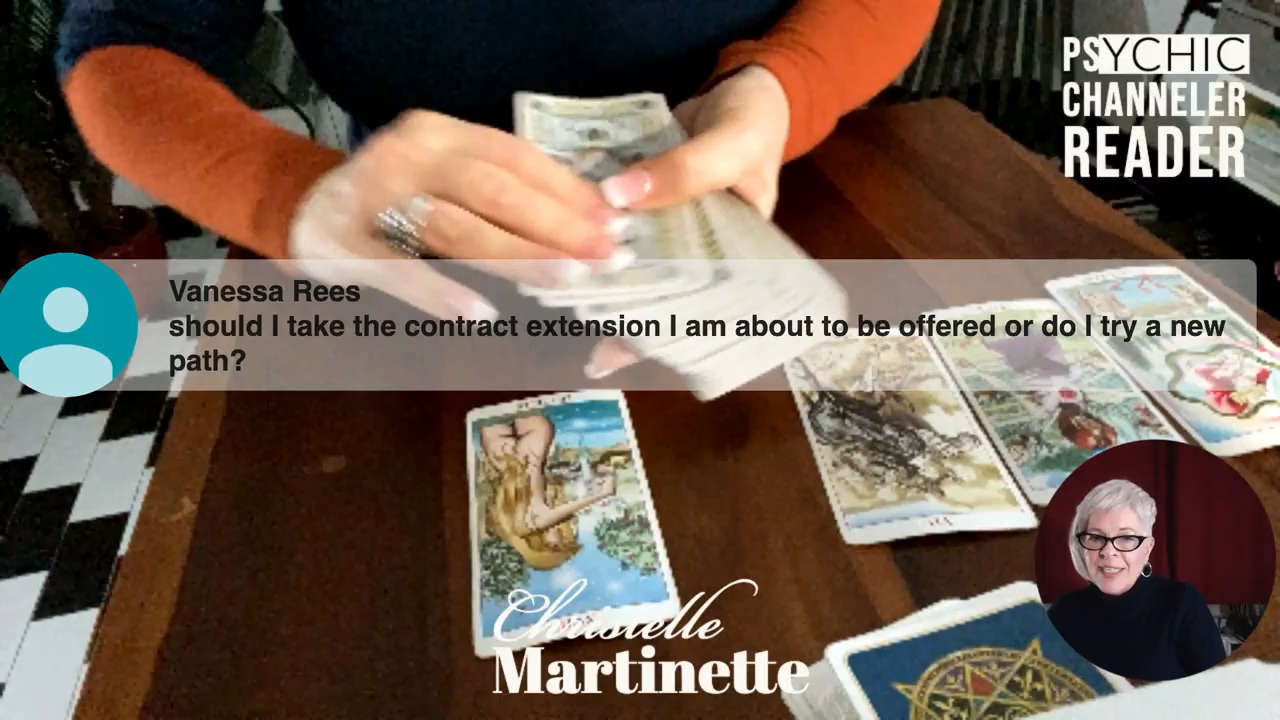 PSYCHIC
CHANNELER
READER
Vanessa Rees
should I take the contract extension I am about to be offered or do I try a new
path?
Christelle
Martinette